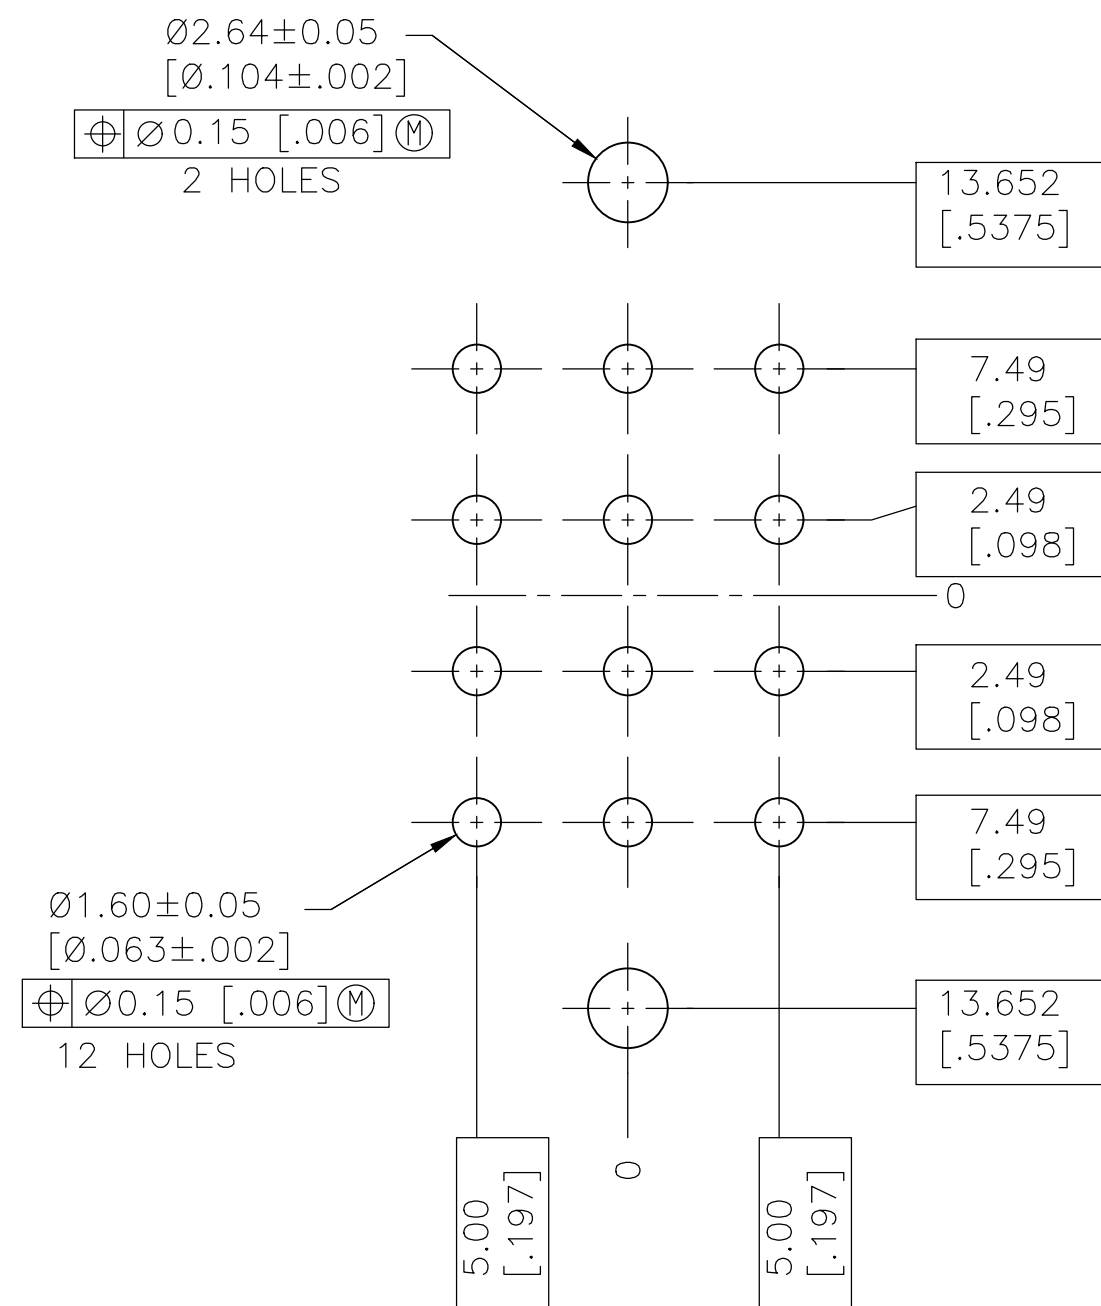 Ø2.64±0.05
[Ø.104±.002]
⌖ Ø0.15 [.006] Ⓜ
2 HOLES
13.652
[.5375]
7.49
[.295]
2.49
[.098]
0
2.49
[.098]
7.49
[.295]
Ø1.60±0.05
[Ø.063±.002]
⌖ Ø0.15 [.006] Ⓜ
12 HOLES
13.652
[.5375]
5.00
[.197]
0
5.00
[.197]